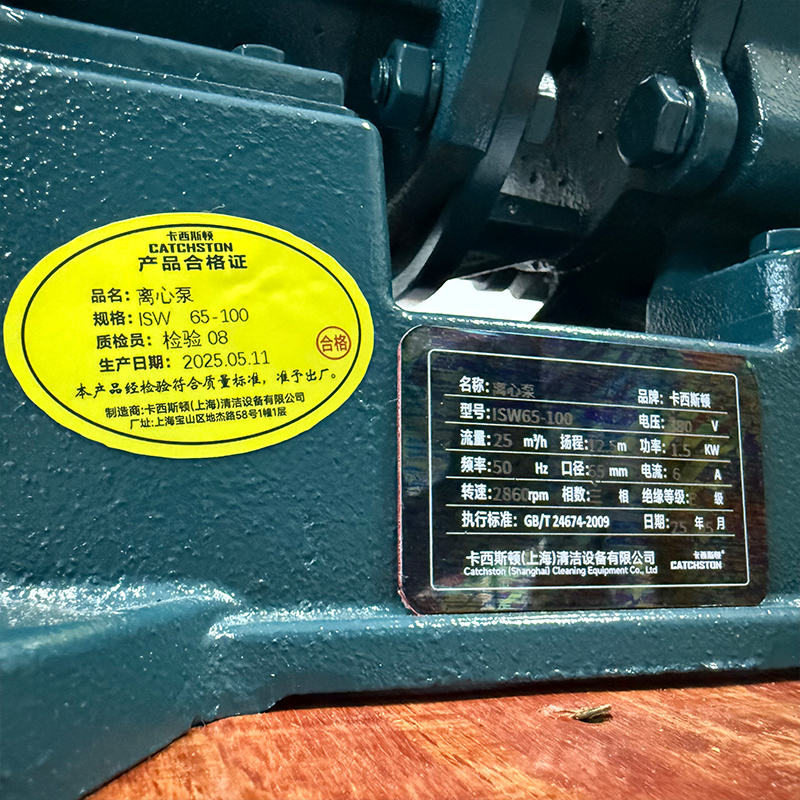 卡西斯顿
CATCHSTON
产品合格证
品名: 离心泵
规格: ISW 65-100
质检员: 检验 08
生产日期: 2025.05.11
合格
本产品经检验符合质量标准，准予出厂。
制造商:卡西斯顿(上海)清洁设备有限公司
厂址:上海宝山区地杰路58号1幢1层
名称: 离心泵 品牌: 卡西斯顿
型号: ISW65-100 电压: 380 V
流量: 25 m³/h 扬程: 12.5 m 功率: 1.5 KW
频率: 50 Hz 口径: 65 mm 电流: 6 A
转速: 2860 rpm 相数: 三 相 绝缘等级: 级
执行标准: GB/T 24674-2009 日期: 25 年 5 月
卡西斯顿(上海)清洁设备有限公司 卡西斯顿®
Catchston (Shanghai) Cleaning Equipment Co., Ltd CATCHSTON